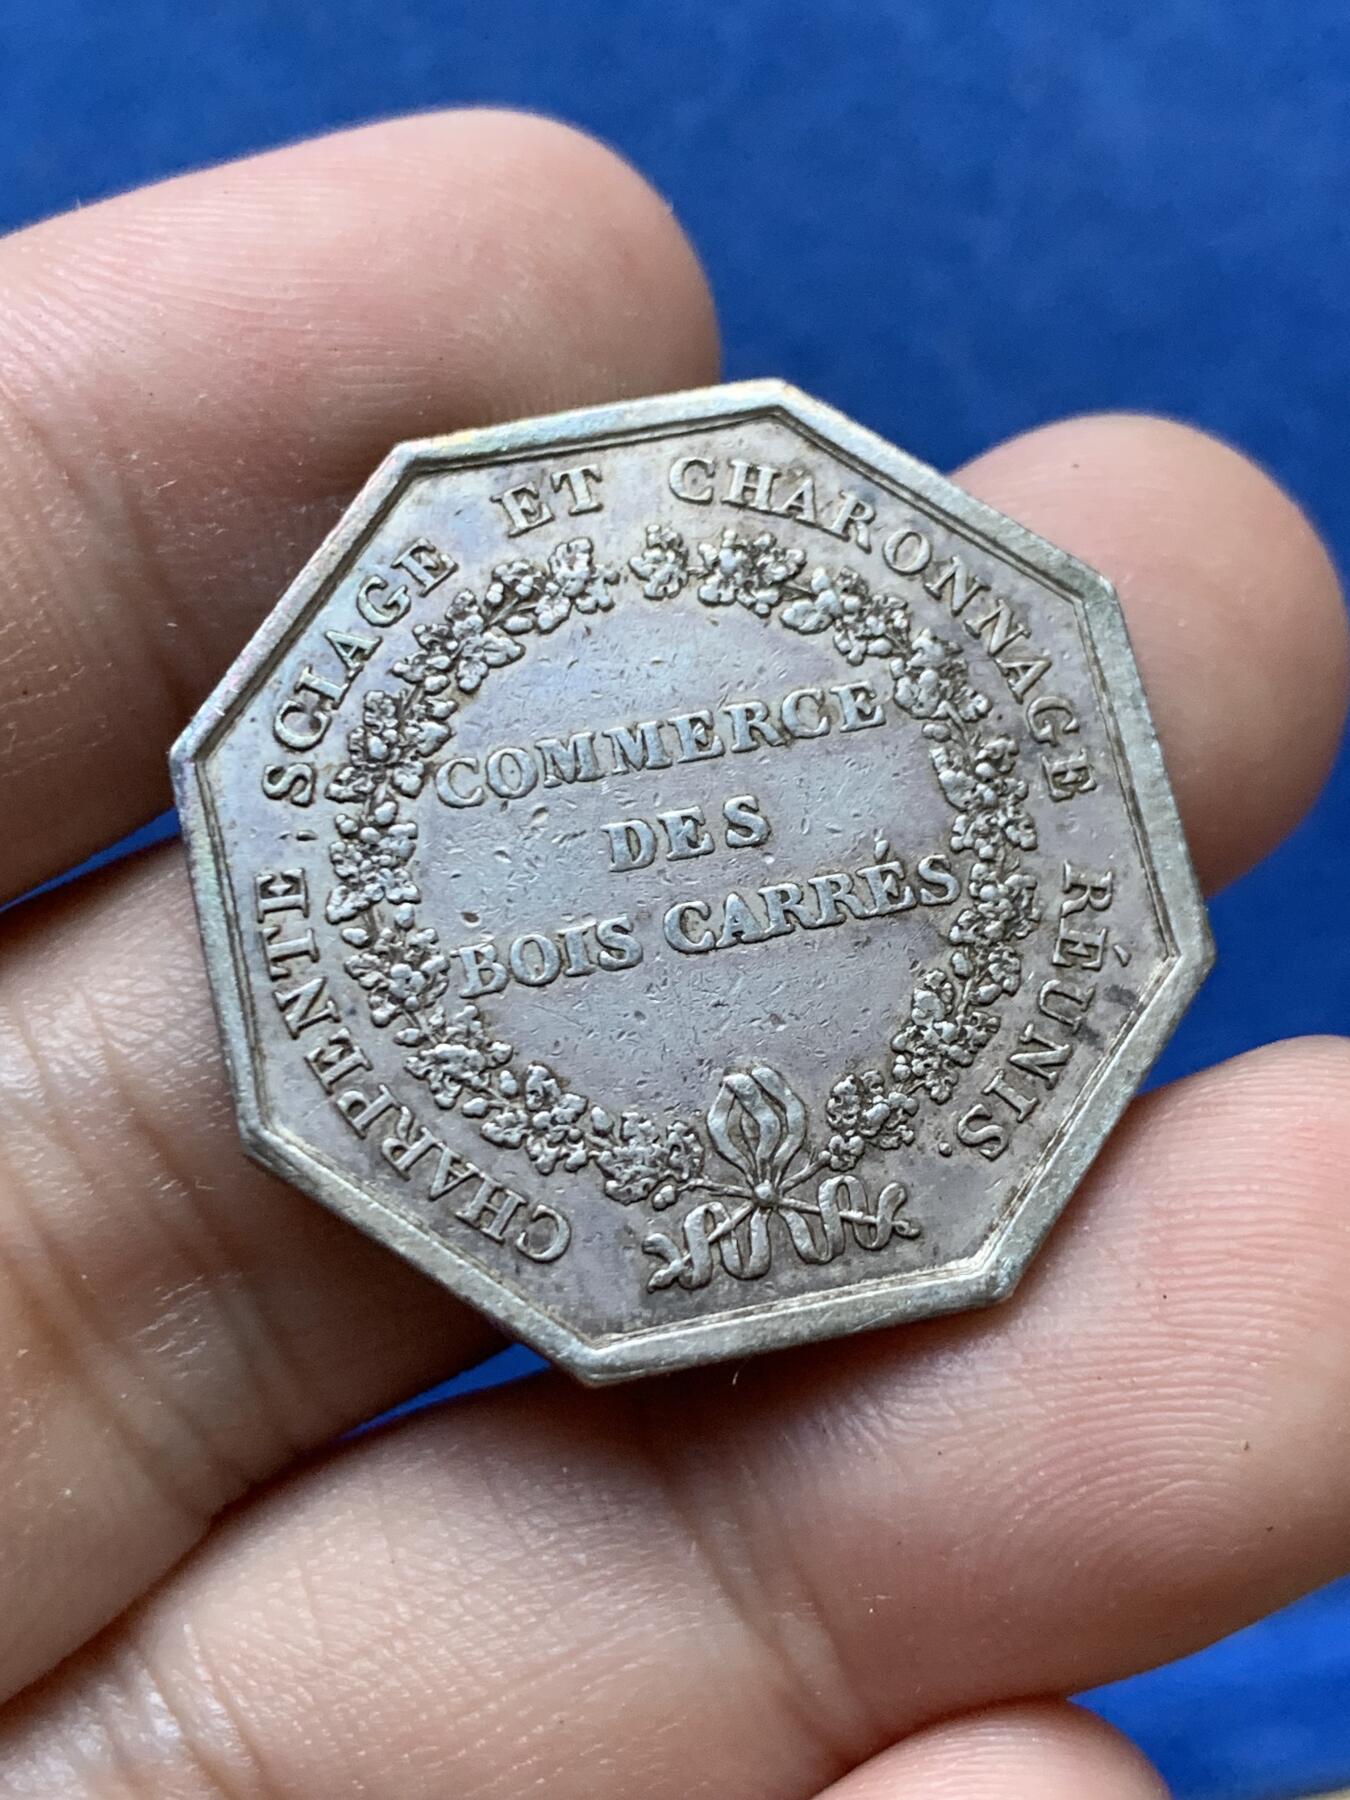 CHARPENTE · SCIAGE ET CHARONNAGE RÉUNIS.
COMMERCE
DES
BOIS CARRÉS